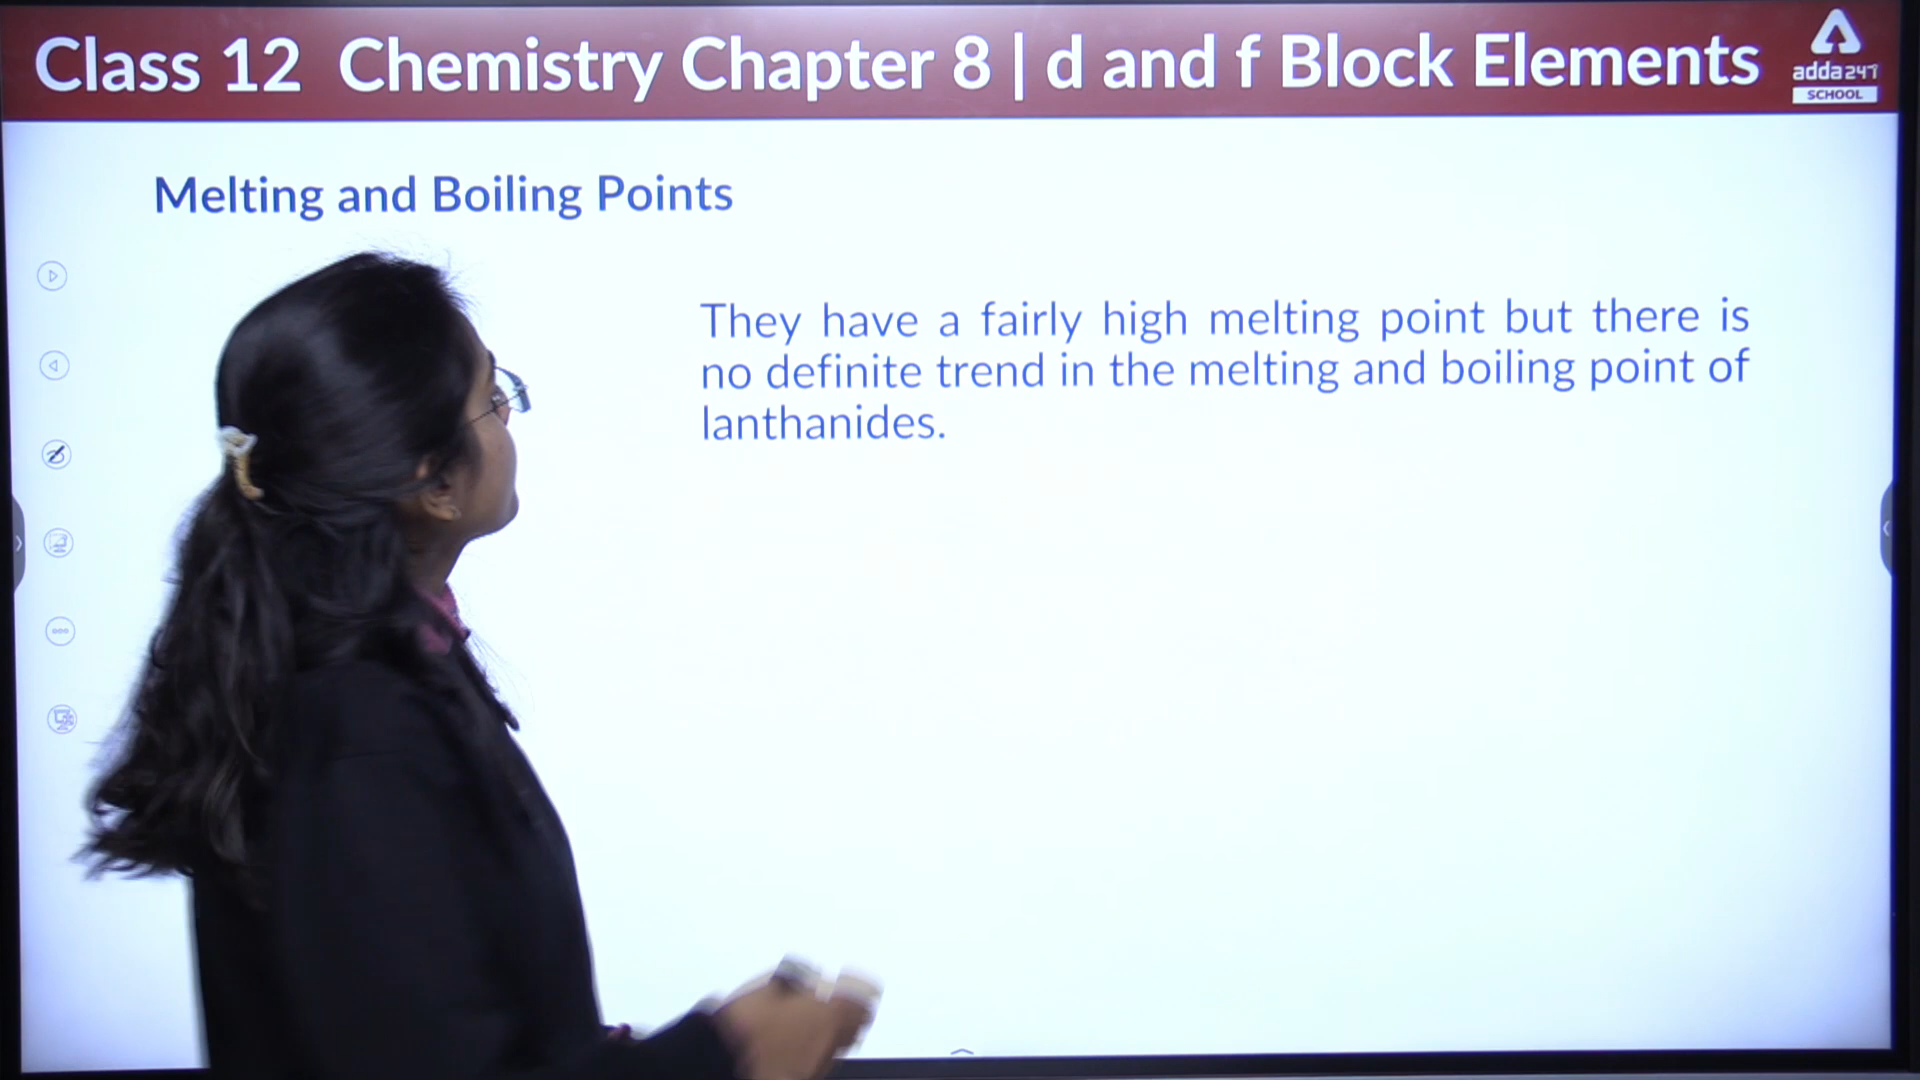 Class 12 Chemistry Chapter 8 | d and f Block Elements
adda247
SCHOOL
Melting and Boiling Points
They have a fairly high melting point but there is
no definite trend in the melting and boiling point of
lanthanides.